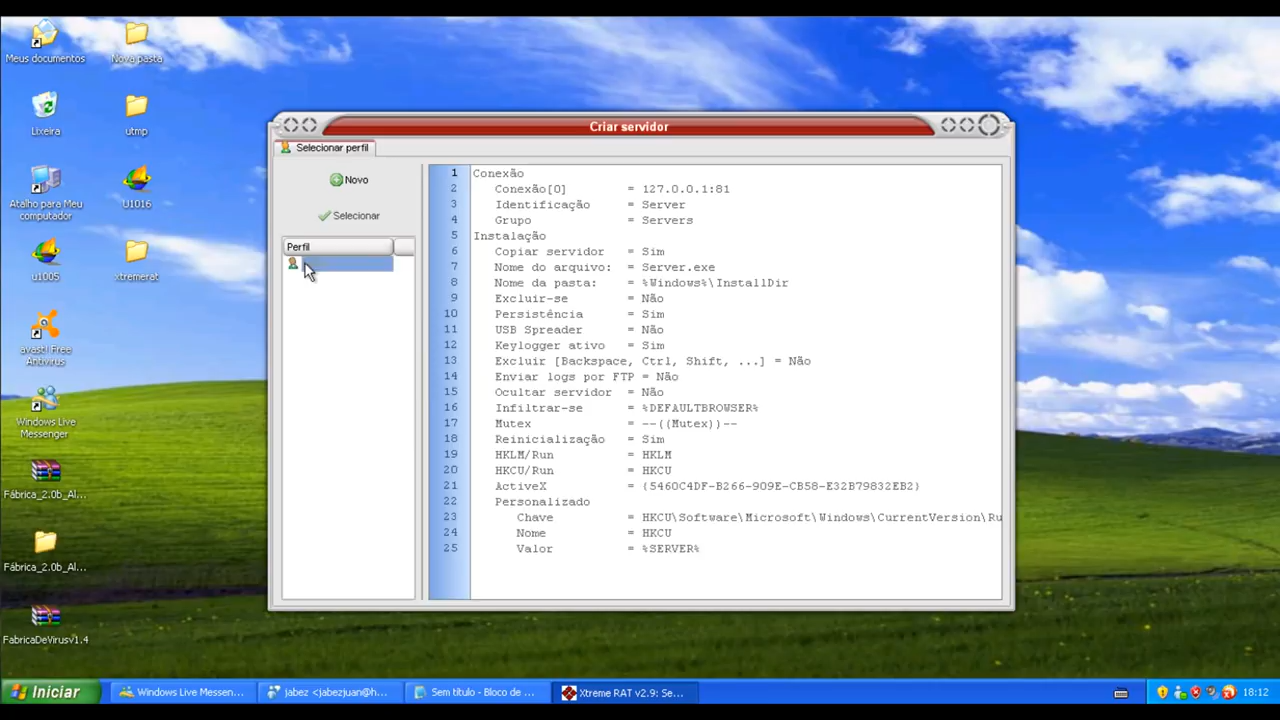 Meus documentos
Nova pasta
Lixeira
utmp
Atalho para Meu
computador
U1016
u1005
xtremerat
avast! Free
Antivirus
Windows Live
Messenger
Fábrica_2.0b_Al...
Fábrica_2.0b_Al...
FabricaDeVirusv1.4
Criar servidor
Selecionar perfil
Novo
Selecionar
Perfil
1 Conexão
2 Conexão[0] = 127.0.0.1:81
3 Identificação = Server
4 Grupo = Servers
5 Instalação
6 Copiar servidor = Sim
7 Nome do arquivo: = Server.exe
8 Nome da pasta: = %Windows%\InstallDir
9 Excluir-se = Não
10 Persistência = Sim
11 USB Spreader = Não
12 Keylogger ativo = Sim
13 Excluir [Backspace, Ctrl, Shift, ...] = Não
14 Enviar logs por FTP = Não
15 Ocultar servidor = Não
16 Infiltrar-se = %DEFAULTBROWSER%
17 Mutex = --((Mutex))--
18 Reinicialização = Sim
19 HKLM/Run = HKLM
20 HKCU/Run = HKCU
21 ActiveX = {5460C4DF-B266-909E-CB58-E32B79832EB2}
22 Personalizado
23 Chave = HKCU\Software\Microsoft\Windows\CurrentVersion\Ru
24 Nome = HKCU
25 Valor = %SERVER%
Iniciar
Windows Live Messen...
jabez <jabezjuan@h...
Sem título - Bloco de ...
Xtreme RAT v2.9: Se...
18:12